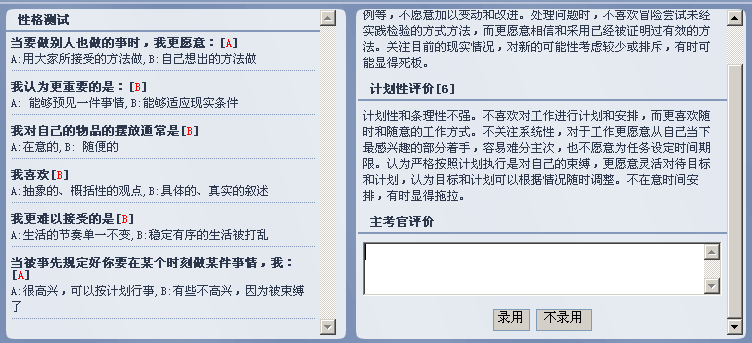 性格测试
当要做别人也做的事时，我更愿意：[A]
A:用大家所接受的方法做,B:自己想出的方法做
我认为更重要的是：[B]
A: 能够预见一件事情,B:能够适应现实条件
我对自己的物品的摆放通常是[B]
A:在意的,B: 随便的
我喜欢[B]
A:抽象的、概括性的观点,B:具体的、真实的叙述
我更难以接受的是[B]
A:生活的节奏单一不变,B:稳定有序的生活被打乱
当被事先规定好你要在某个时刻做某件事情，我：
[A]
A:很高兴，可以按计划行事,B:有些不高兴，因为被束缚
了
例等，不愿意加以变动和改进。处理问题时，不喜欢冒险尝试未经
实践检验的方式方法，而更愿意相信和采用已经被证明过有效的方
法。关注目前的现实情况，对新的可能性考虑较少或排斥，有时可
能显得死板。
计划性评价[6]
计划性和条理性不强。不喜欢对工作进行计划和安排，而更喜欢随
时和随意的工作方式。不关注系统性，对于工作更愿意从自己当下
最感兴趣的部分着手，容易难分主次，也不愿意为任务设定时间期
限。认为严格按照计划执行是对自己的束缚，更愿意灵活对待目标
和计划，认为目标和计划可以根据情况随时调整。不在意时间安
排，有时显得拖拉。
主考官评价
录用
不录用